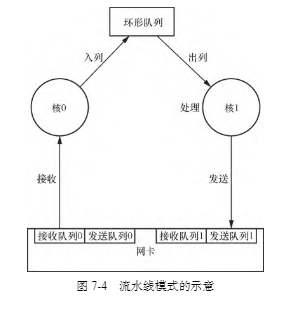 环形队列
入列
出列
核0
处理
核1
接收
发送
接收队列0
发送队列0
接收队列1
发送队列1
网卡
图 7-4 流水线模式的示意